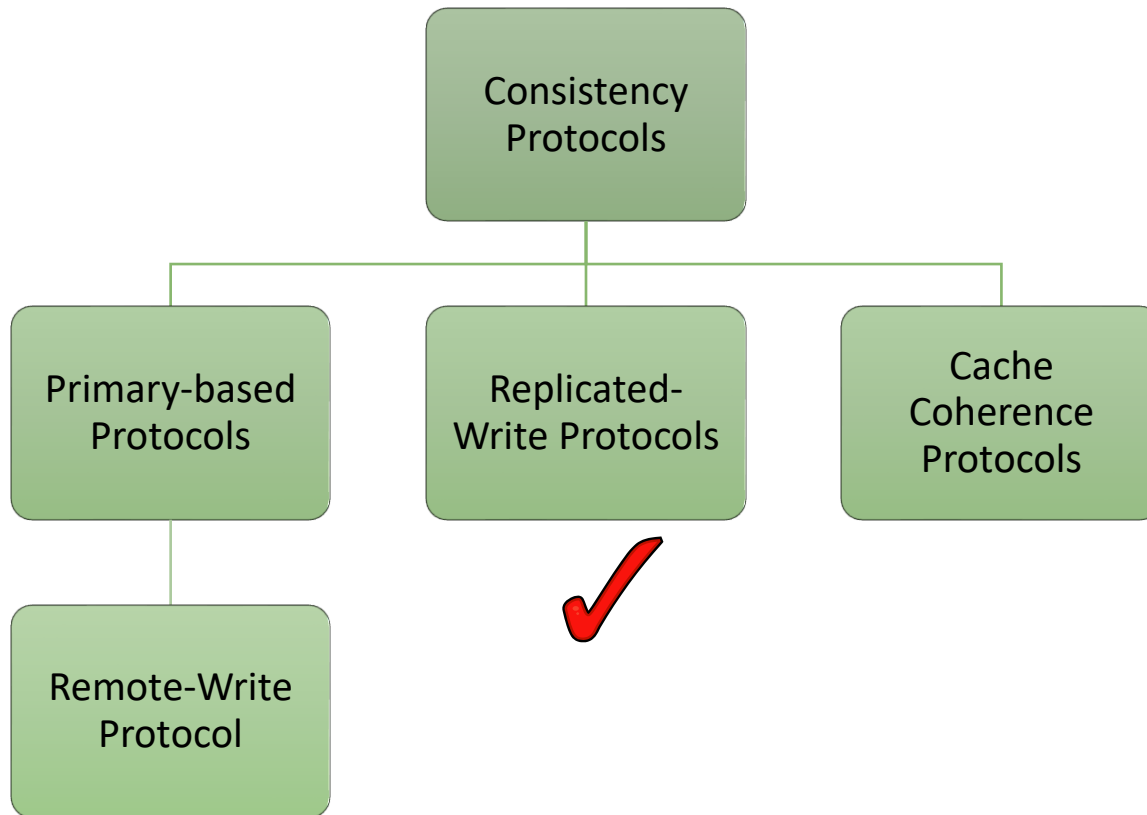 Consistency
Protocols
Primary-based
Protocols
Replicated-
Write Protocols
Cache
Coherence
Protocols
Remote-Write
Protocol